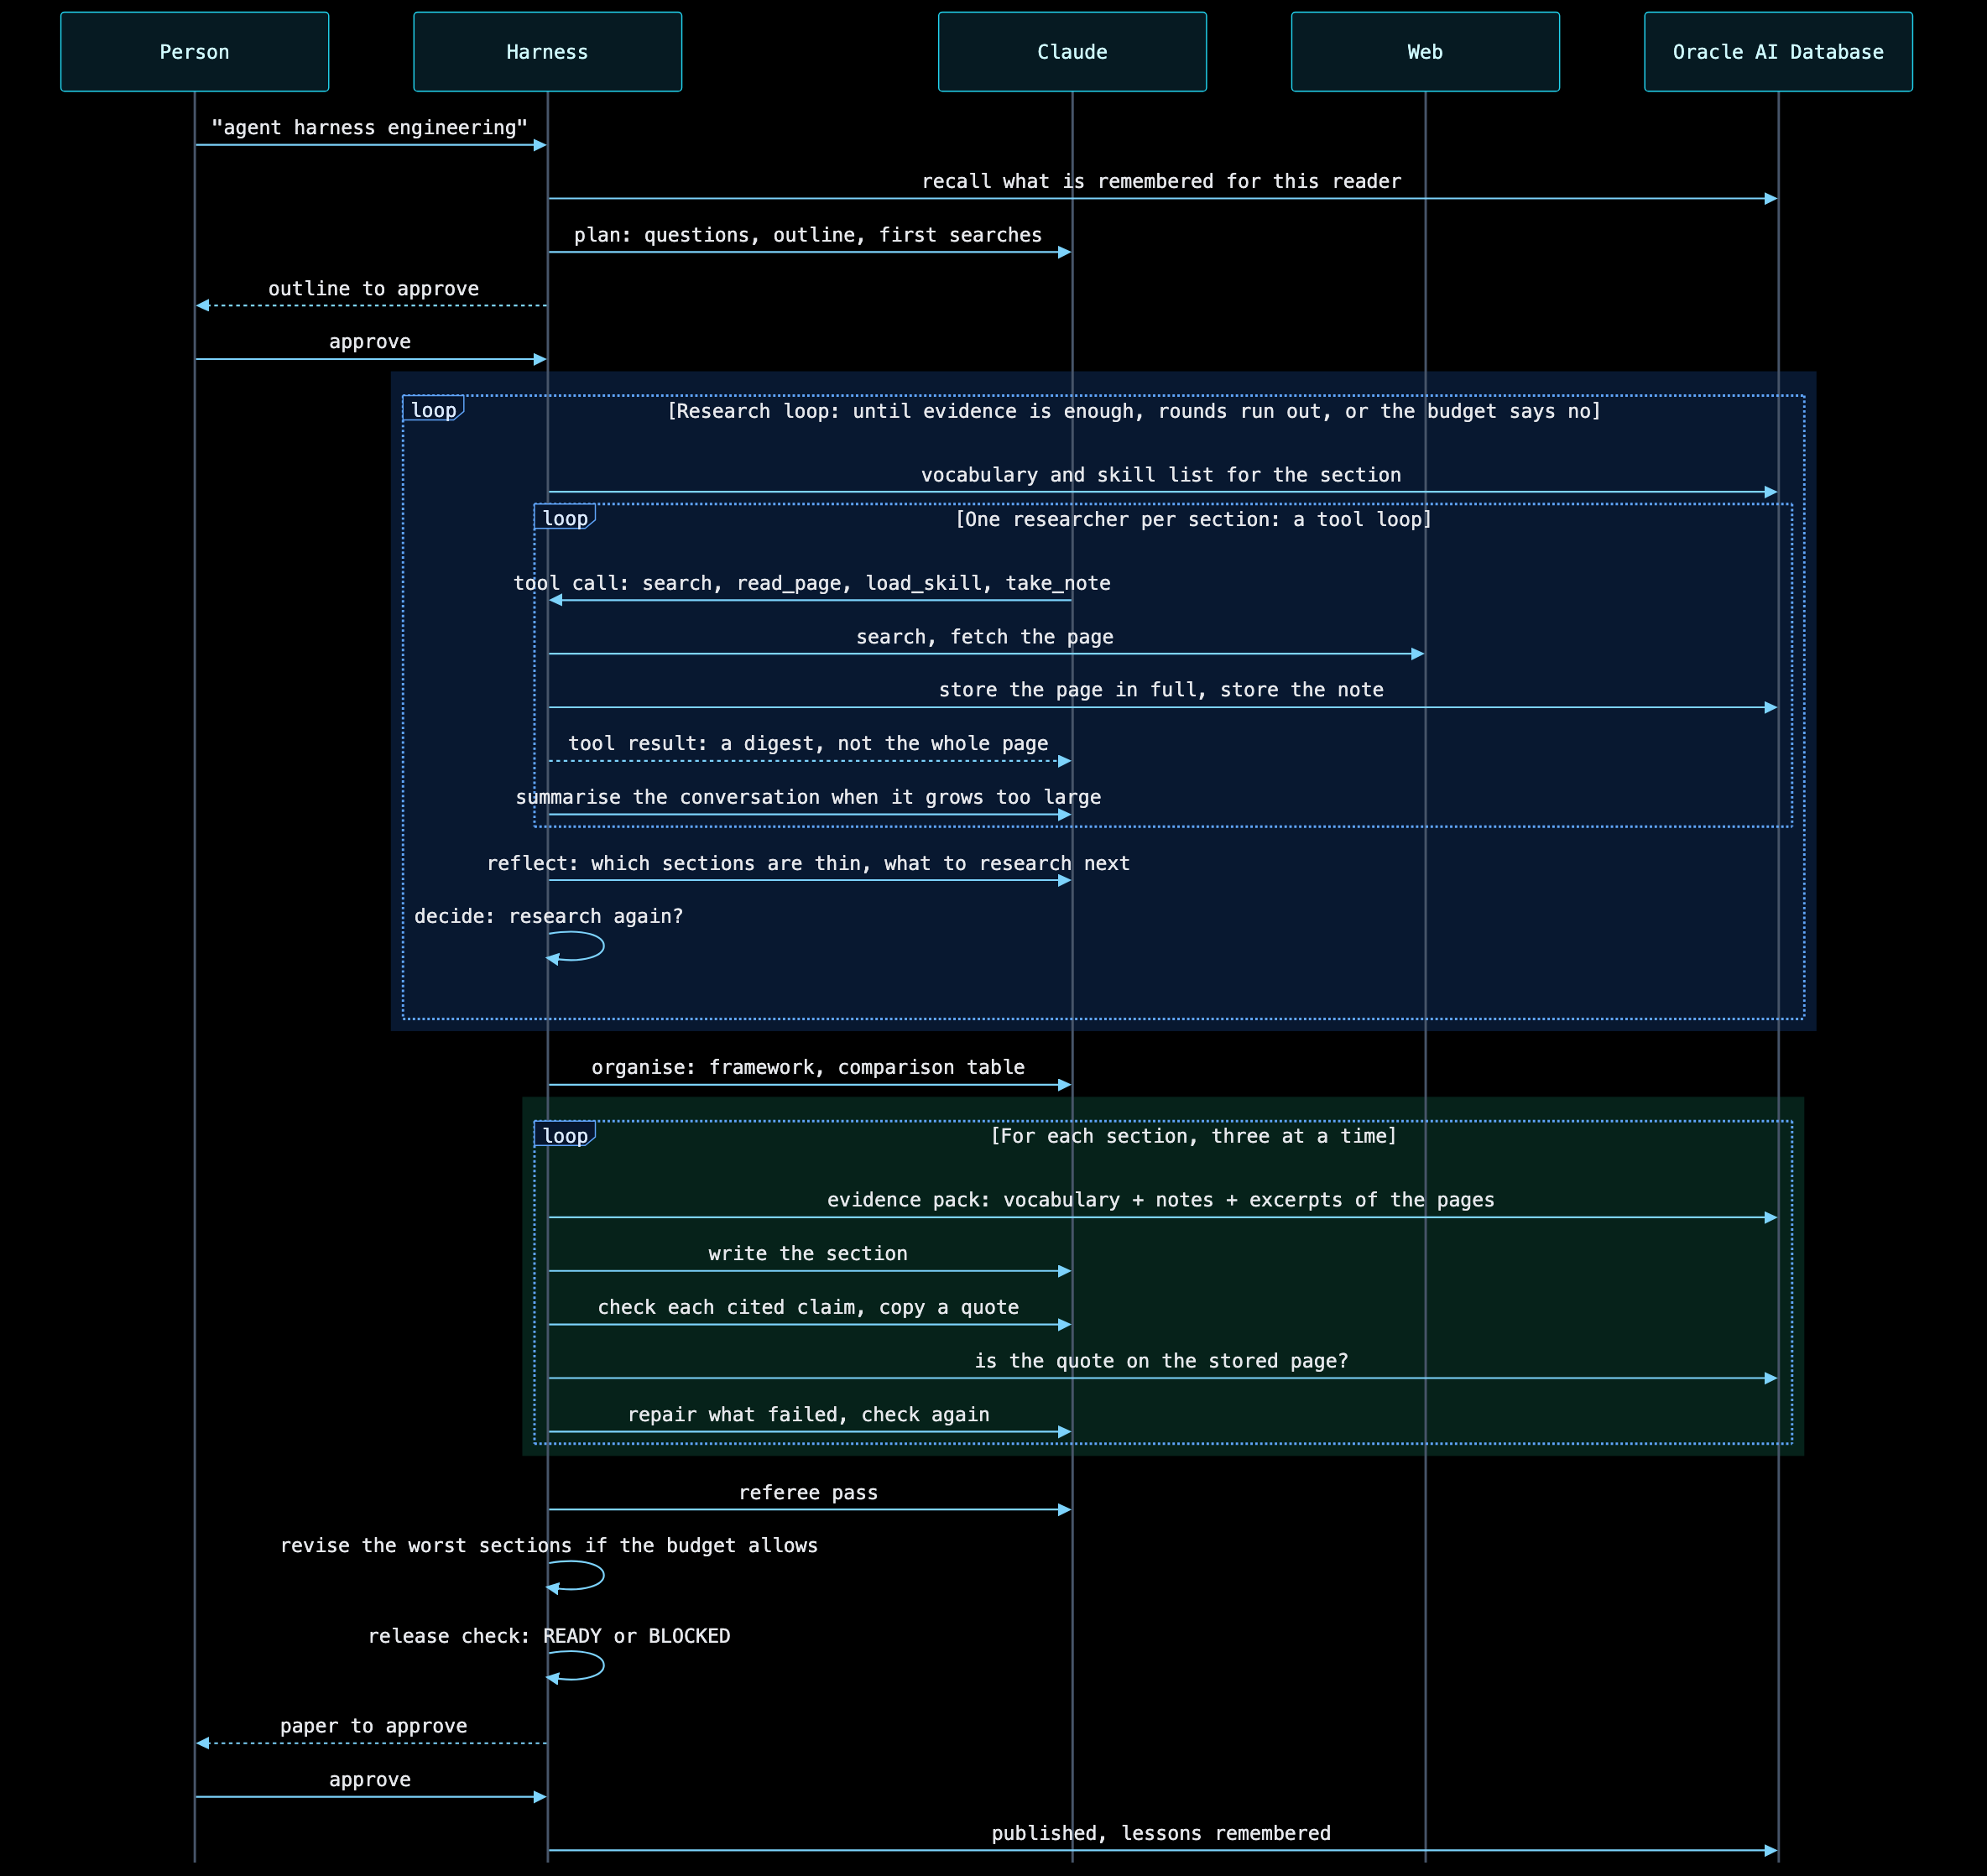 Person
Harness
Claude
Web
Oracle AI Database
"agent harness engineering"
recall what is remembered for this reader
plan: questions, outline, first searches
outline to approve
approve
loop
[Research loop: until evidence is enough, rounds run out, or the budget says no]
vocabulary and skill list for the section
loop
[One researcher per section: a tool loop]
tool call: search, read_page, load_skill, take_note
search, fetch the page
store the page in full, store the note
tool result: a digest, not the whole page
summarise the conversation when it grows too large
reflect: which sections are thin, what to research next
decide: research again?
organise: framework, comparison table
loop
[For each section, three at a time]
evidence pack: vocabulary + notes + excerpts of the pages
write the section
check each cited claim, copy a quote
is the quote on the stored page?
repair what failed, check again
referee pass
revise the worst sections if the budget allows
release check: READY or BLOCKED
paper to approve
approve
published, lessons remembered